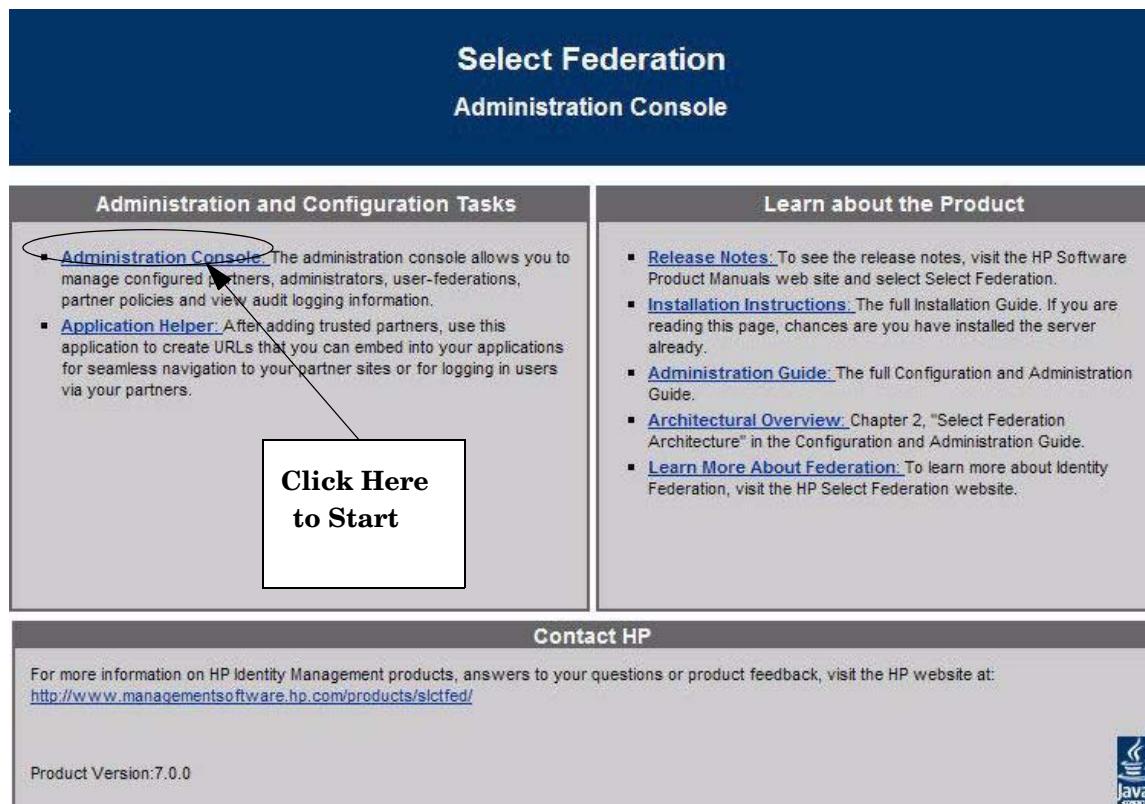 Select Federation
Administration Console
Administration and Configuration Tasks
Administration Console: The administration console allows you to
manage configured partners, administrators, user-federations,
partner policies and view audit logging information.
Application Helper: After adding trusted partners, use this
application to create URLs that you can embed into your applications
for seamless navigation to your partner sites or for logging in users
via your partners.
Click Here
to Start
Learn about the Product
Release Notes: To see the release notes, visit the HP Software
Product Manuals web site and select Select Federation.
Installation Instructions: The full Installation Guide. If you are
reading this page, chances are you have installed the server
already.
Administration Guide: The full Configuration and Administration
Guide.
Architectural Overview: Chapter 2, "Select Federation
Architecture" in the Configuration and Administration Guide.
Learn More About Federation: To learn more about Identity
Federation, visit the HP Select Federation website.
Contact HP
For more information on HP Identity Management products, answers to your questions or product feedback, visit the HP website at:
http://www.managementsoftware.hp.com/products/slctfed/
Product Version:7.0.0
Java